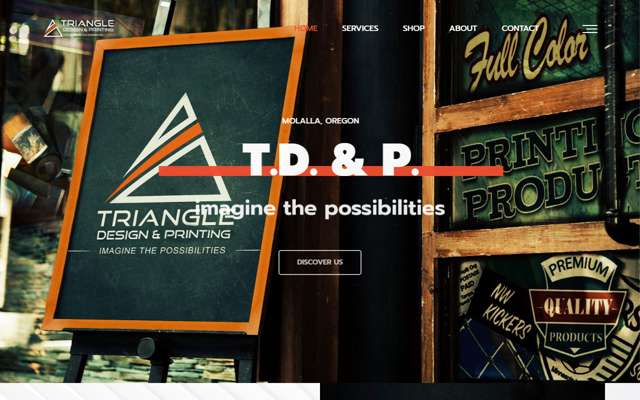 TRIANGLE
DESIGN & PRINTING
HOME
SERVICES
SHOP
ABOUT
CONTACT
MOLALLA, OREGON
T.D. & P.
imagine the possibilities
DISCOVER US
TRIANGLE
DESIGN & PRINTING
IMAGINE THE POSSIBILITIES
Full Color
PRINTING
PRODUCT
NW
KICKERS
PREMIUM
QUALITY
PRODUCTS